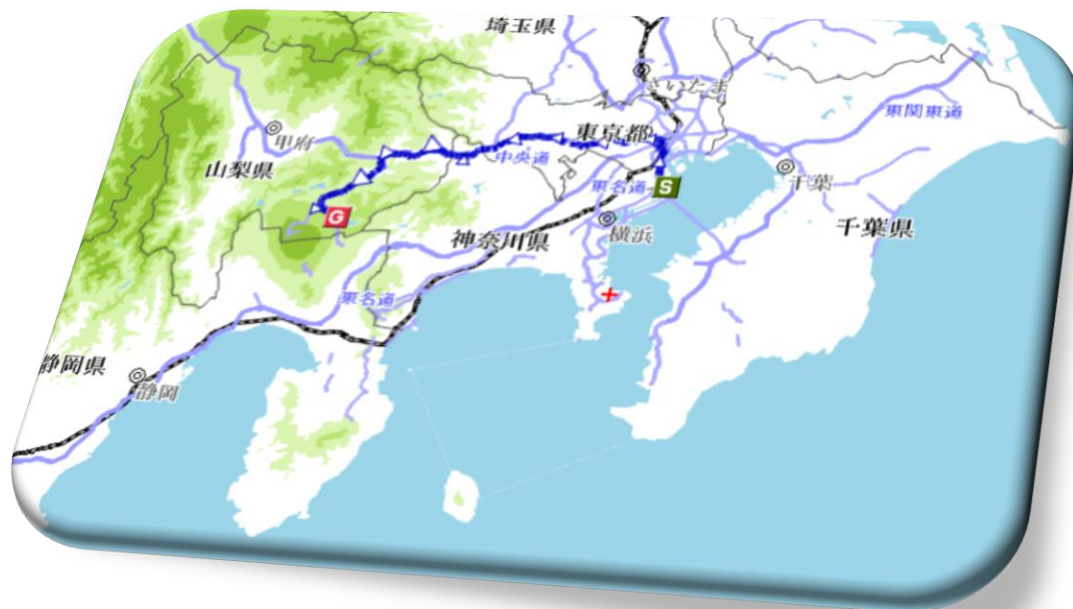 埼玉県
さいたま
東関東道
東京都
甲府
中央道
山梨県
東名道
S
千葉
G
横浜
千葉県
神奈川県
東名道
静岡県
静岡